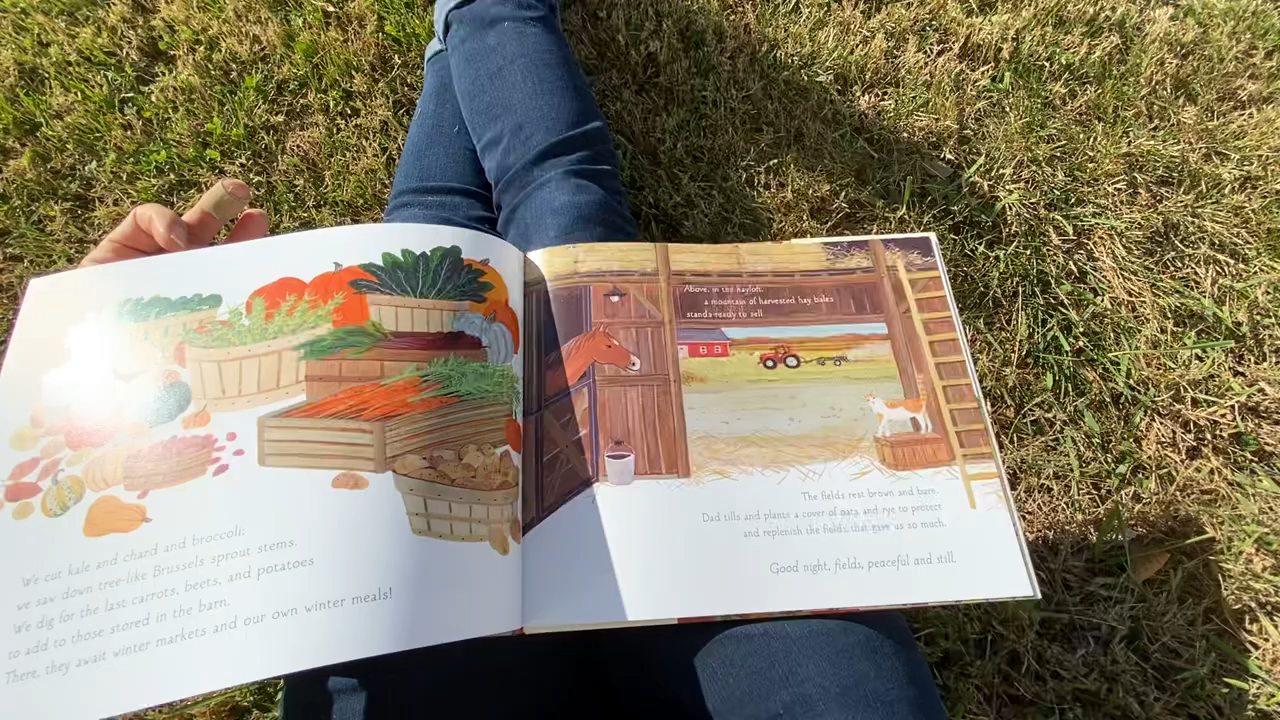 We cut kale and chard and broccoli;
we saw down tree-like Brussels sprout stems.
We dig for the last carrots, beets, and potatoes
to add to those stored in the barn.
There, they await winter markets and our own winter meals!
Above, in the hayloft,
a mountain of harvested hay bales
stands ready to sell.
The fields rest brown and barn.
Dad tills and plants a cover of oats and rye to protect
and replenish the fields that gave us so much.
Good night, fields, peaceful and still.